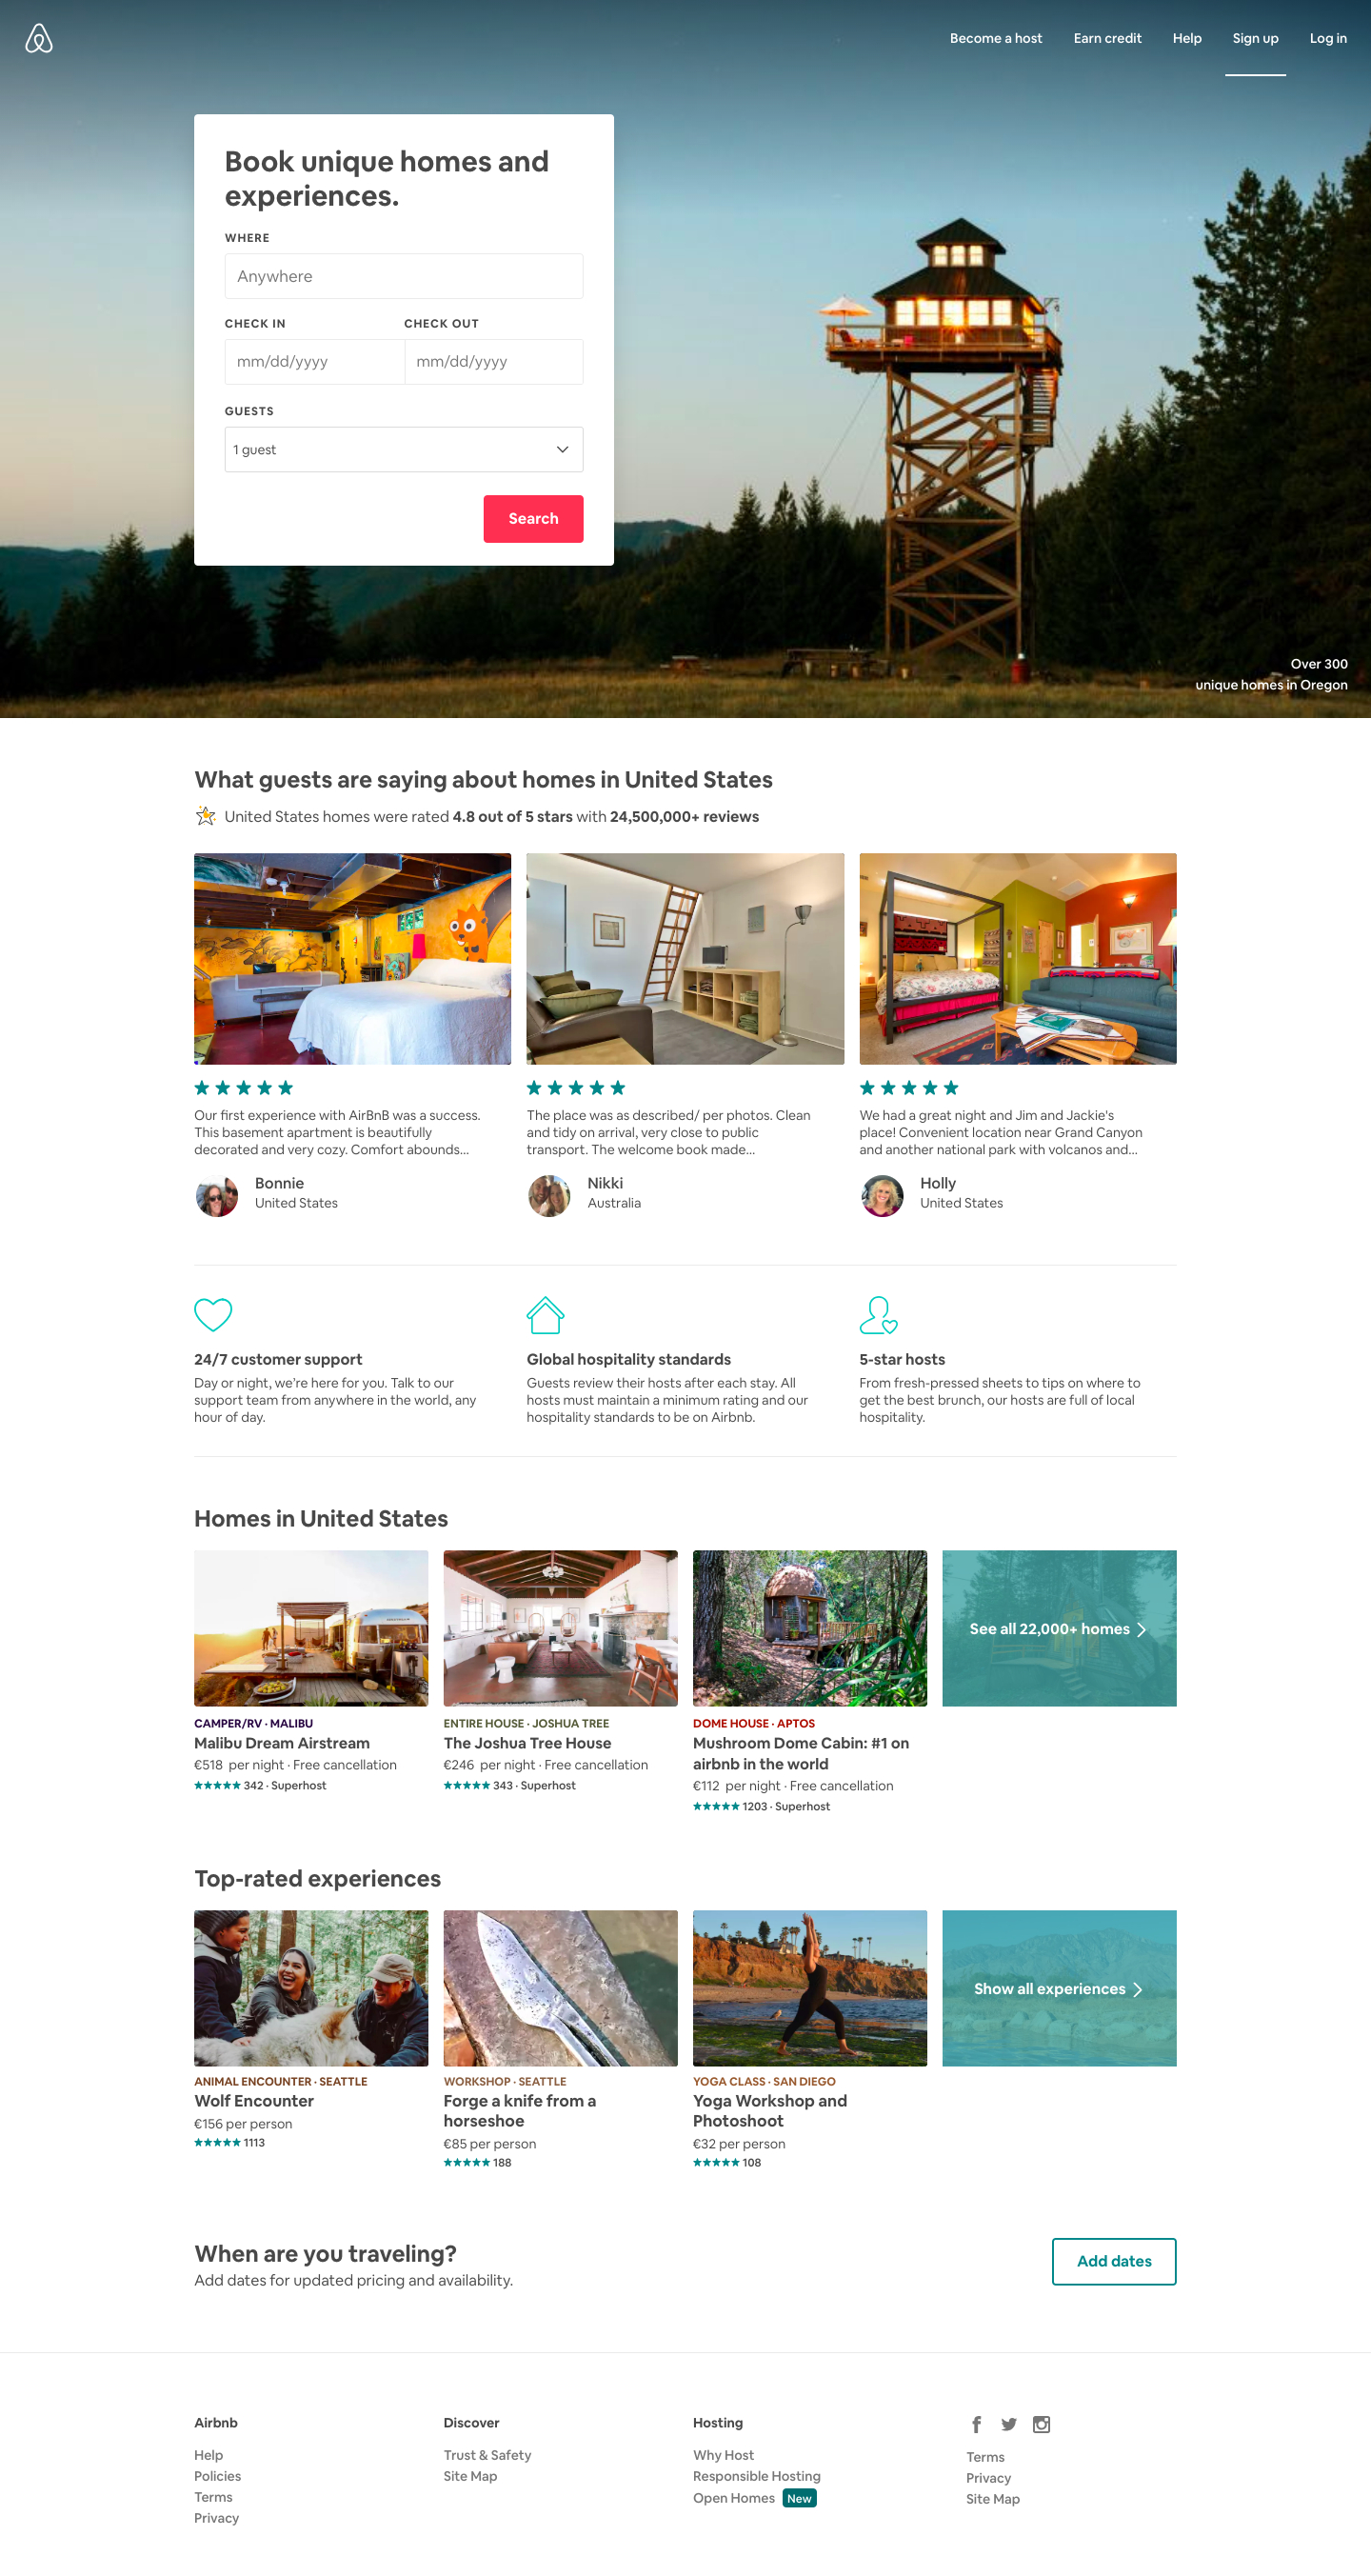 Become a host
Earn credit
Help
Sign up
Log in
Book unique homes and
experiences.
WHERE
Anywhere
CHECK IN
CHECK OUT
mm/dd/yyyy
mm/dd/yyyy
GUESTS
1 guest
Search
Over 300
unique homes in Oregon
What guests are saying about homes in United States
United States homes were rated 4.8 out of 5 stars with 24,500,000+ reviews
Our first experience with AirBnB was a success.
This basement apartment is beautifully
decorated and very cozy. Comfort abounds...
Bonnie
United States
The place was as described/ per photos. Clean
and tidy on arrival, very close to public
transport. The welcome book made...
Nikki
Australia
We had a great night and Jim and Jackie's
place! Convenient location near Grand Canyon
and another national park with volcanos and...
Holly
United States
24/7 customer support
Day or night, we're here for you. Talk to our
support team from anywhere in the world, any
hour of day.
Global hospitality standards
Guests review their hosts after each stay. All
hosts must maintain a minimum rating and our
hospitality standards to be on Airbnb.
5-star hosts
From fresh-pressed sheets to tips on where to
get the best brunch, our hosts are full of local
hospitality.
Homes in United States
CAMPER/RV · MALIBU
Malibu Dream Airstream
€518 per night · Free cancellation
342 · Superhost
ENTIRE HOUSE · JOSHUA TREE
The Joshua Tree House
€246 per night · Free cancellation
343 · Superhost
DOME HOUSE · APTOS
Mushroom Dome Cabin: #1 on
airbnb in the world
€112 per night · Free cancellation
1203 · Superhost
See all 22,000+ homes
Top-rated experiences
ANIMAL ENCOUNTER · SEATTLE
Wolf Encounter
€156 per person
1113
WORKSHOP · SEATTLE
Forge a knife from a
horseshoe
€85 per person
188
YOGA CLASS · SAN DIEGO
Yoga Workshop and
Photoshoot
€32 per person
108
Show all experiences
When are you traveling?
Add dates for updated pricing and availability.
Add dates
Airbnb
Help
Policies
Terms
Privacy
Discover
Trust & Safety
Site Map
Hosting
Why Host
Responsible Hosting
Open Homes New
Terms
Privacy
Site Map